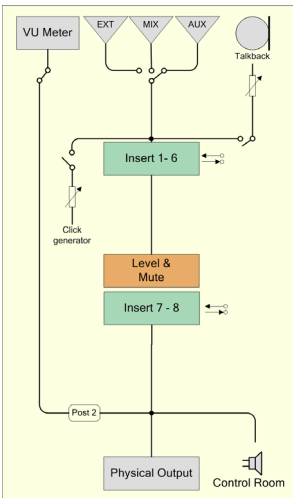 VU Meter
EXT
MIX
AUX
Talkback
Insert 1- 6
Click
generator
Level &
Mute
Insert 7 - 8
Post 2
Physical Output
Control Room